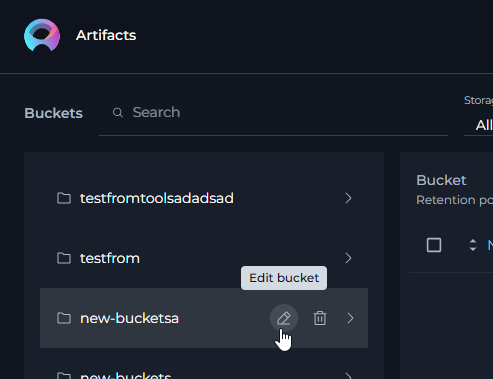 Artifacts
Buckets
Search
Storag
All
testfromtoolsadadsad
Bucket
Retention po
testfrom
N
Edit bucket
new-bucketsa
new-buckets